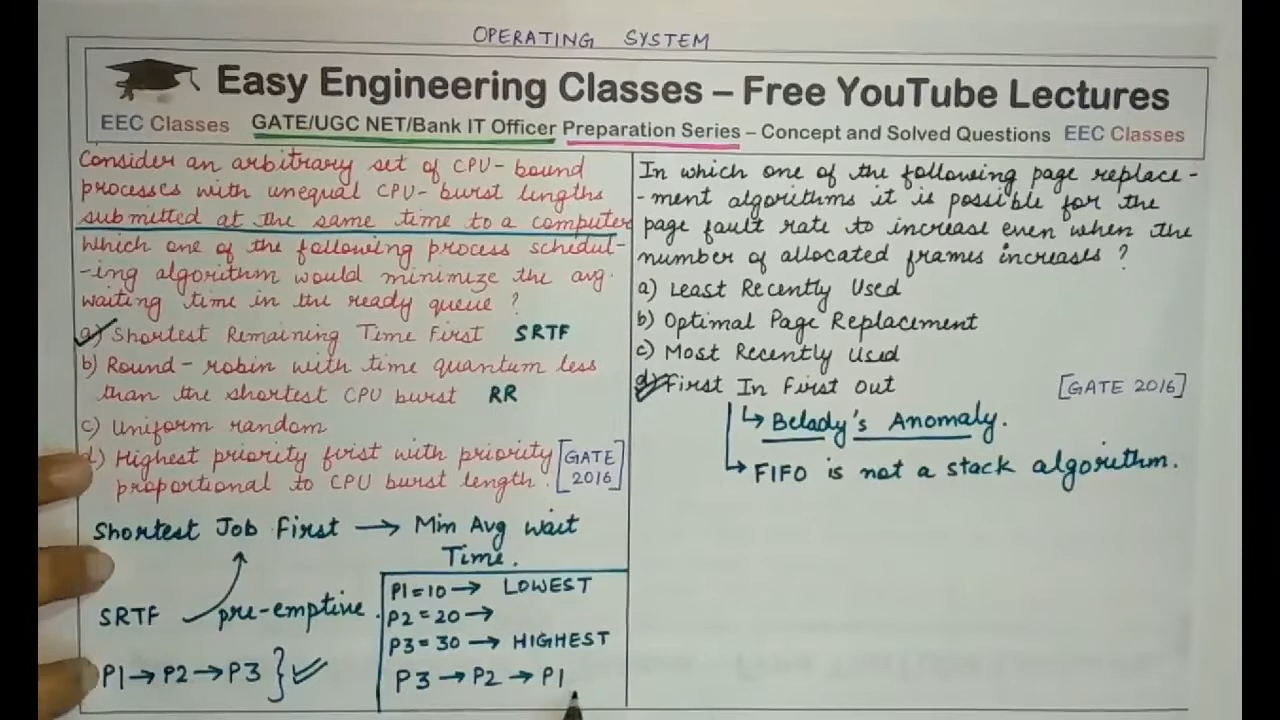 OPERATING SYSTEM
Easy Engineering Classes – Free YouTube Lectures
EEC Classes GATE/UGC NET/Bank IT Officer Preparation Series – Concept and Solved Questions EEC Classes
Consider an arbitrary set of CPU-bound
processes with unequal CPU-burst lengths
submitted at the same time to a computer
Which one of the following process schedul-
-ing algorithm would minimize the avg.
waiting time in the ready queue ?
a) Shortest Remaining Time First SRTF
b) Round-robin with time quantum less
than the shortest CPU burst RR
c) Uniform random
d) Highest priority first with priority [GATE
proportional to CPU burst length. 2016]
Shortest Job First → Min Avg wait
Time.
SRTF pre-emptive.
P1→P2→P3}
P1=10→ LOWEST
P2=20→
P3=30→ HIGHEST
P3→P2→P1
In which one of the following page replace-
-ment algorithms it is possible for the
page fault rate to increase even when the
number of allocated frames increases ?
a) Least Recently Used
b) Optimal Page Replacement
c) Most Recently Used
d) First In First Out [GATE 2016]
↳ Belady's Anomaly.
↳ FIFO is not a stack algorithm.